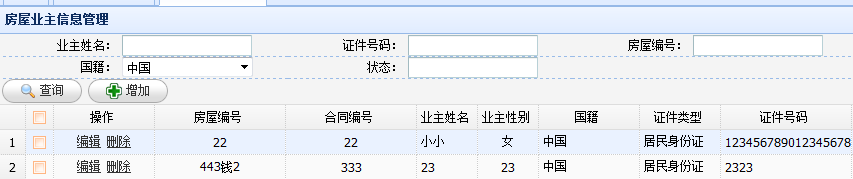 房屋业主信息管理
业主姓名： 证件号码： 房屋编号：
国籍： 中国 状态：
查询 增加
操作 房屋编号 合同编号 业主姓名 业主性别 国籍 证件类型 证件号码
1 编辑 删除 22 22 小小 女 中国 居民身份证 123456789012345678
2 编辑 删除 443钱2 333 23 23 中国 居民身份证 2323